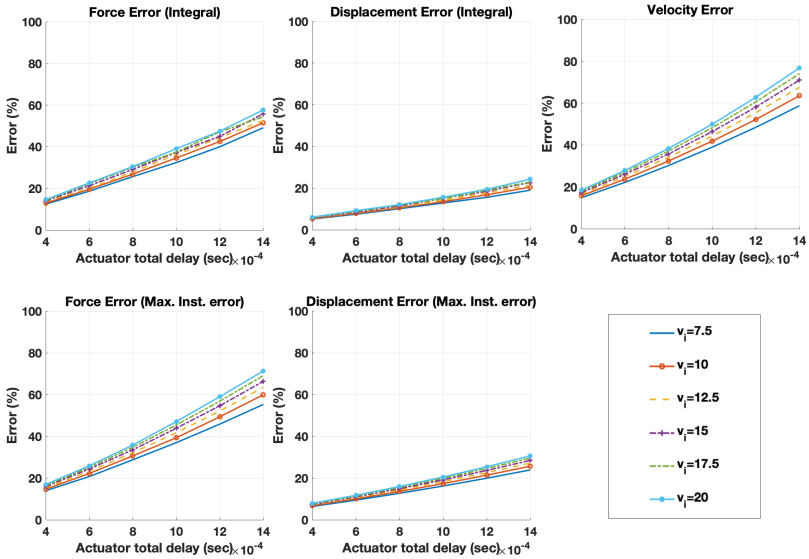 Force Error (Integral)
Error (%)
100
80
60
40
20
0
4 6 8 10 12 14
Actuator total delay (sec) ×10-4
Displacement Error (Integral)
Error (%)
100
80
60
40
20
0
4 6 8 10 12 14
Actuator total delay (sec) ×10-4
Velocity Error
Error (%)
100
80
60
40
20
0
4 6 8 10 12 14
Actuator total delay (sec) ×10-4
Force Error (Max. Inst. error)
Error (%)
100
80
60
40
20
0
4 6 8 10 12 14
Actuator total delay (sec) ×10-4
Displacement Error (Max. Inst. error)
Error (%)
100
80
60
40
20
0
4 6 8 10 12 14
Actuator total delay (sec) ×10-4
vi=7.5
vi=10
vi=12.5
vi=15
vi=17.5
vi=20